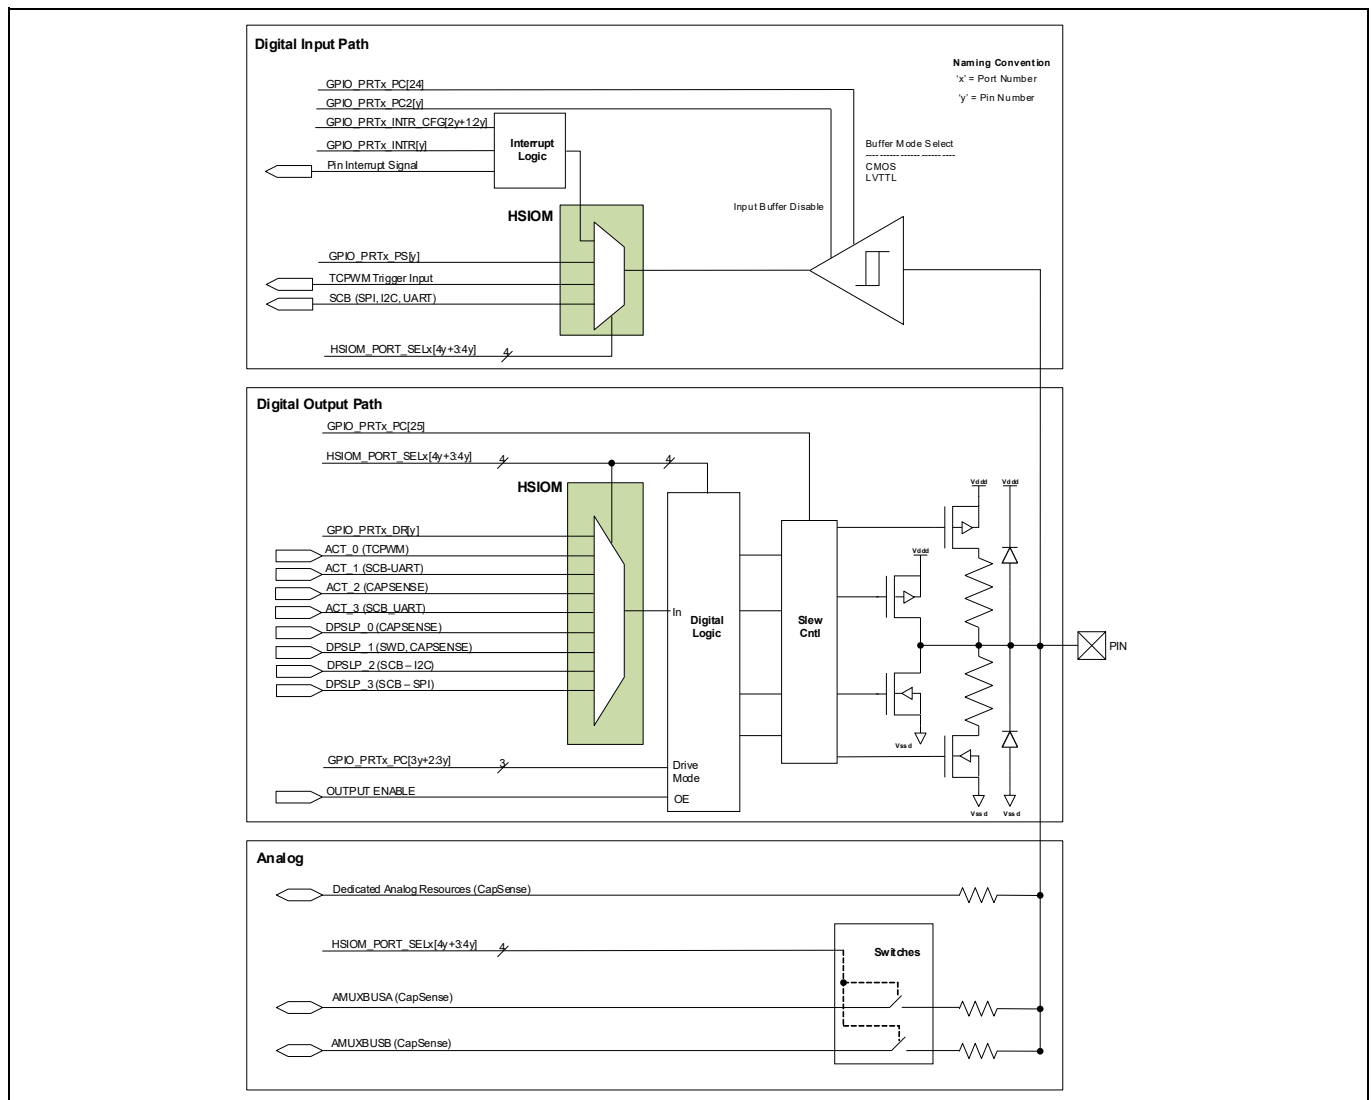 Digital Input Path
Naming Convention
'x' = Port Number
'y' = Pin Number
GPIO_PRTx_PC[24]
GPIO_PRTx_PC2[y]
GPIO_PRTx_INTR_CFG[2y+1:2y]
GPIO_PRTx_INTR[y]
Pin Interrupt Signal
Interrupt
Logic
Buffer Mode Select
CMOS
LVTTL
Input Buffer Disable
HSIOM
GPIO_PRTx_PS[y]
TCPWM Trigger Input
SCB (SPI, I2C, UART)
HSIOM_PORT_SELx[4y+3:4y]
4
Digital Output Path
GPIO_PRTx_PC[25]
HSIOM_PORT_SELx[4y+3:4y]
4
4
HSIOM
GPIO_PRTx_DR[y]
ACT_0 (TCPWM)
ACT_1 (SCB-UART)
ACT_2 (CAPSENSE)
ACT_3 (SCB_UART)
DPSLP_0 (CAPSENSE)
DPSLP_1 (SWD, CAPSENSE)
DPSLP_2 (SCB – I2C)
DPSLP_3 (SCB – SPI)
In
Digital
Logic
Slew
Cntl
Vddd
Vddd
Vddd
PIN
Vssd
Vssd
Vssd
GPIO_PRTx_PC[3y+2:3y]
3
Drive
Mode
OUTPUT ENABLE
OE
Analog
Dedicated Analog Resources (CapSense)
HSIOM_PORT_SELx[4y+3:4y]
4
Switches
AMUXBUSA (CapSense)
AMUXBUSB (CapSense)